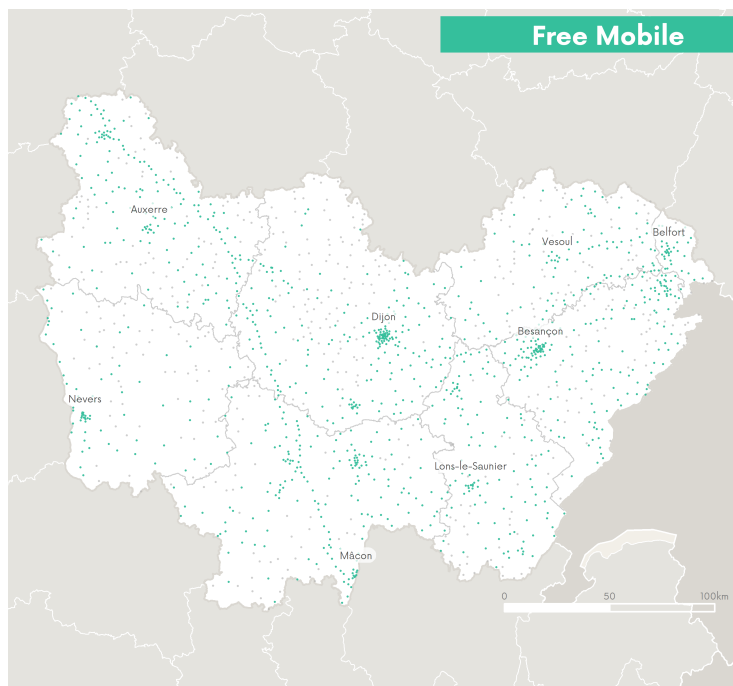 Free Mobile
Auxerre
Belfort
Vesoul
Dijon
Besançon
Nevers
Lons-le-Saunier
Mâcon
0 50 100km